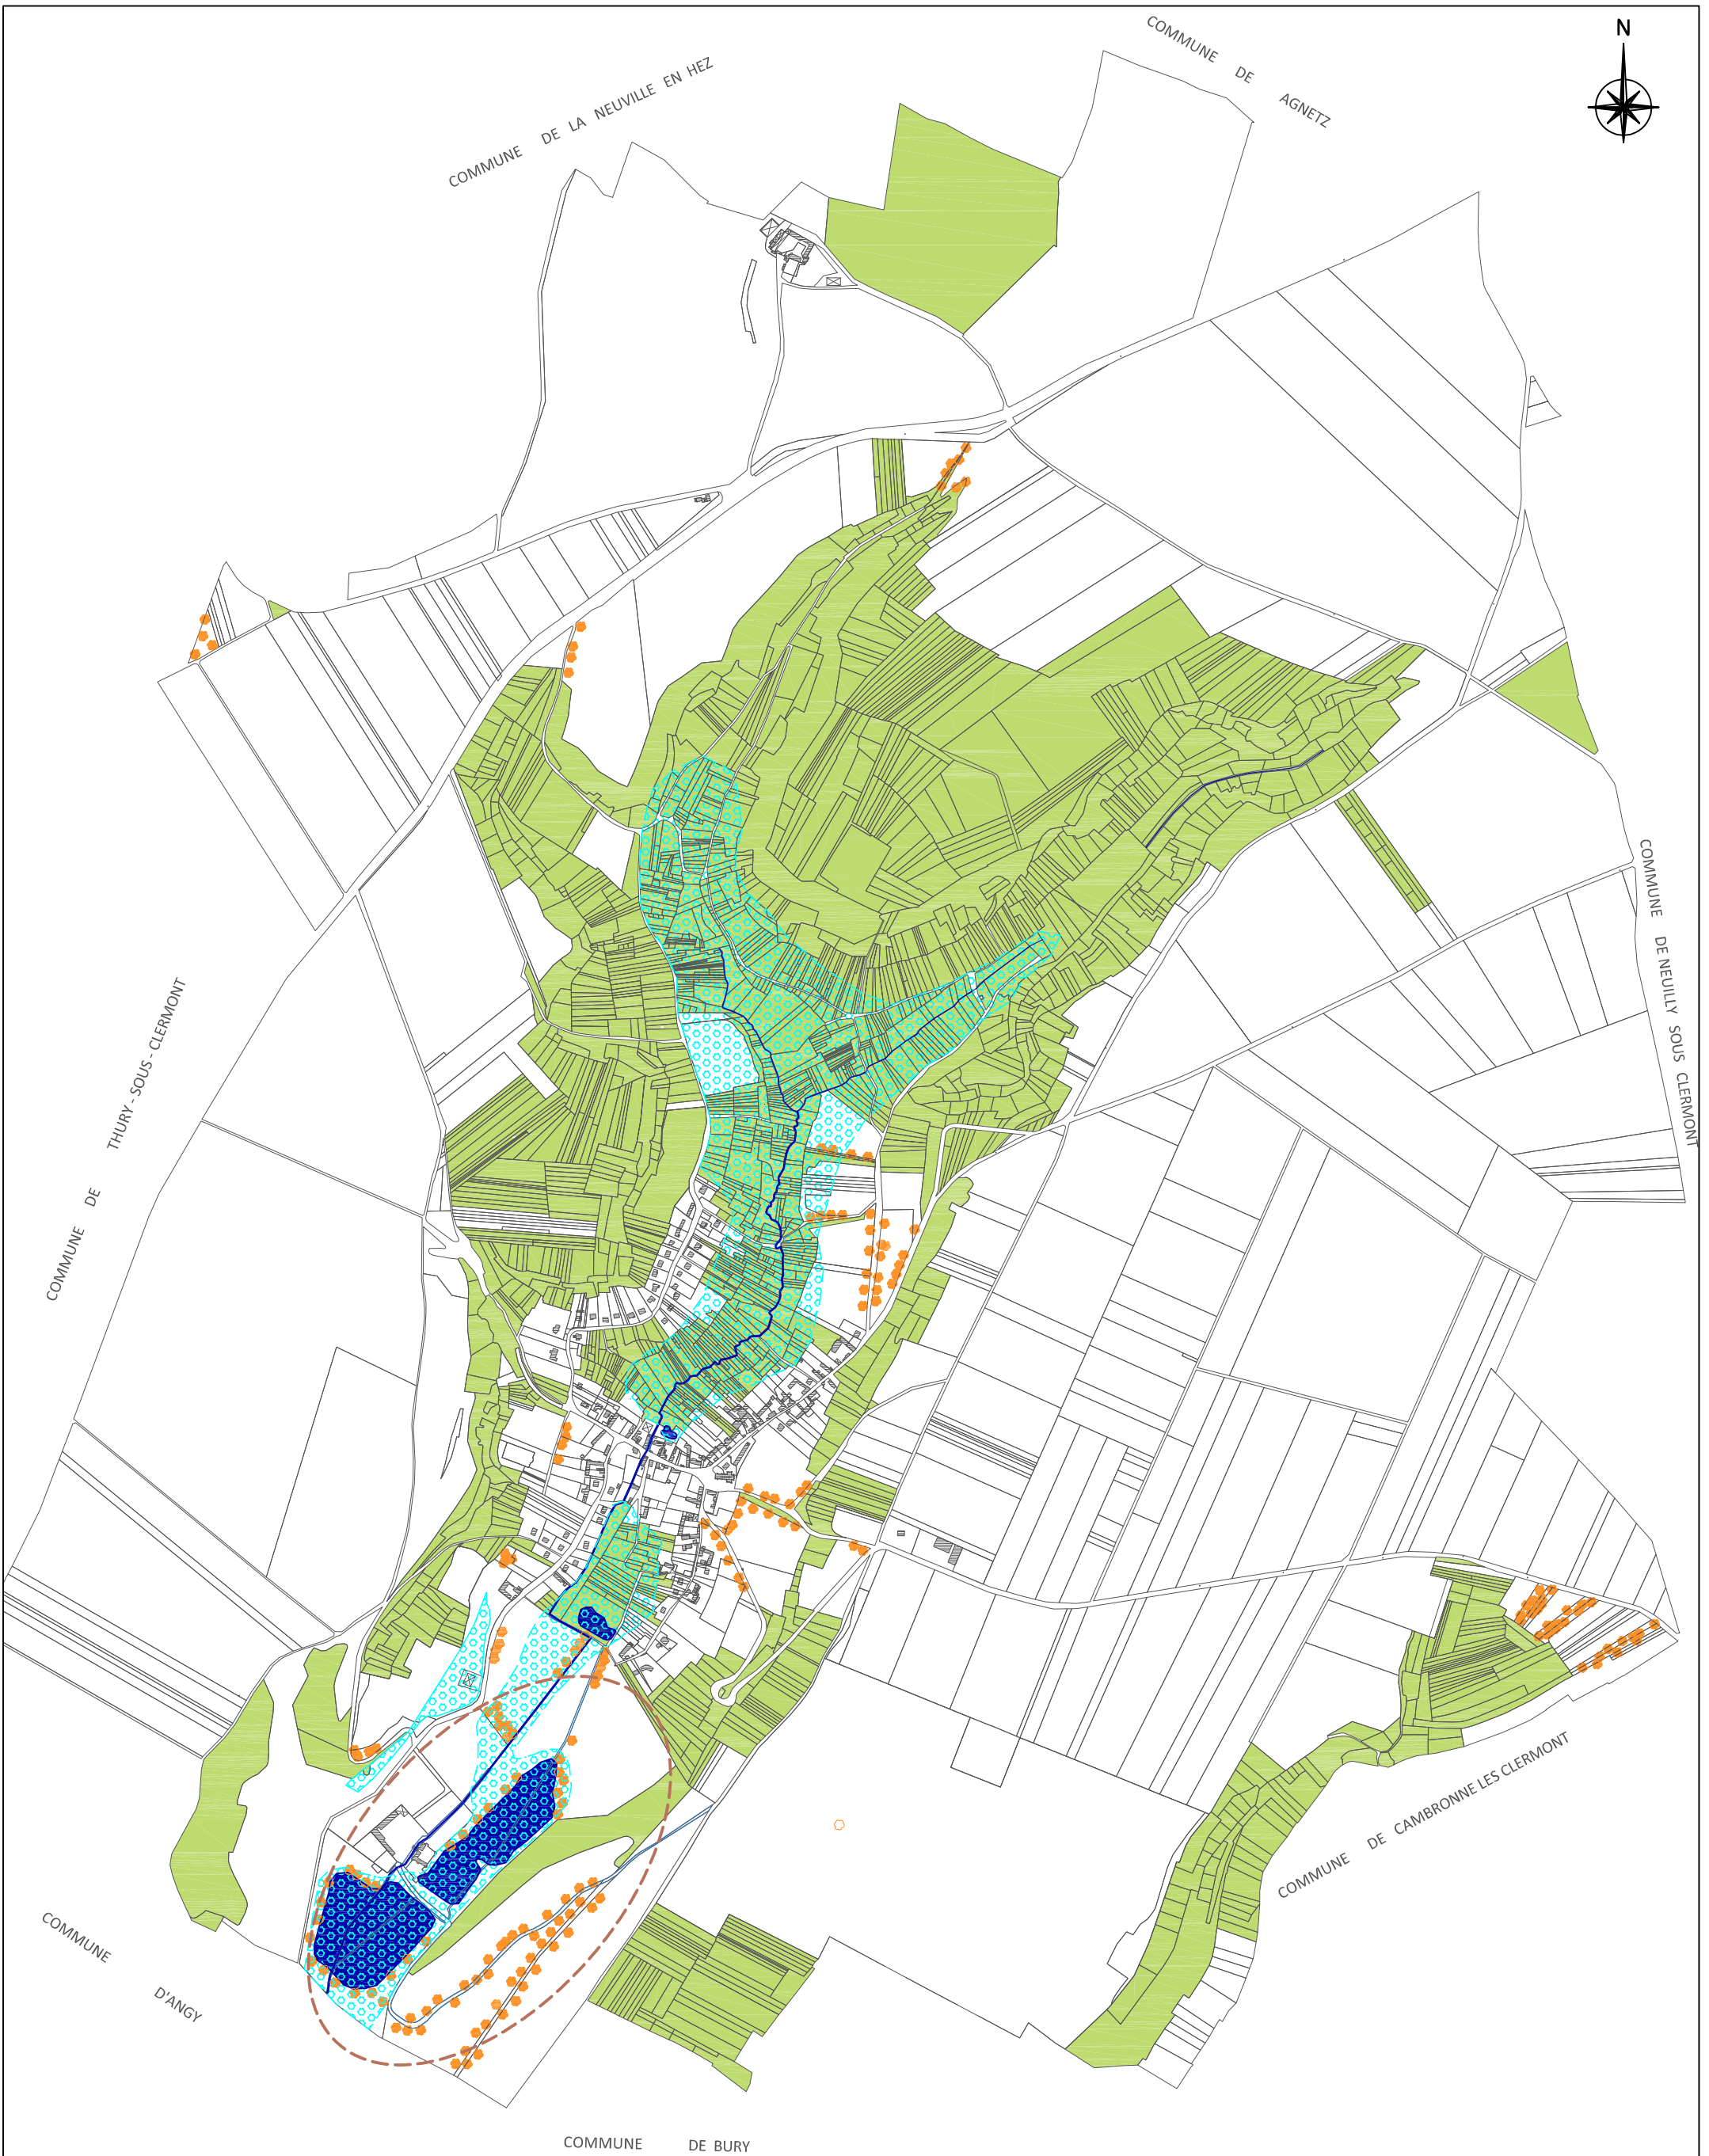 COMMUNE DE AGNETZ
N
COMMUNE DE LA NEUVILLE EN HEZ
COMMUNE DE NEUILLY SOUS CLERMONT
COMMUNE DE THURY - SOUS - CLERMONT
COMMUNE DE CAMBRONNE LES CLERMONT
COMMUNE D'ANGY
COMMUNE DE BURY